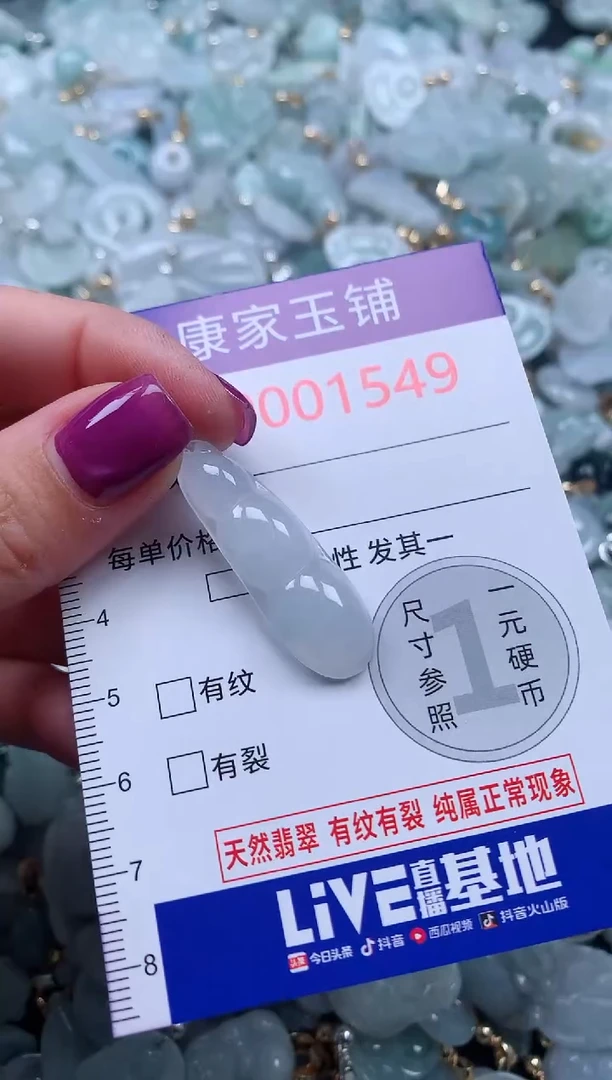 康家玉铺
001549
每单价格
性 发其一
4
5
6
7
8
有纹
有裂
尺寸参照
1
一元硬币
天然翡翠 有纹有裂 纯属正常现象
LiVE直播基地
头条 今日头条 抖音 西瓜视频 抖音火山版